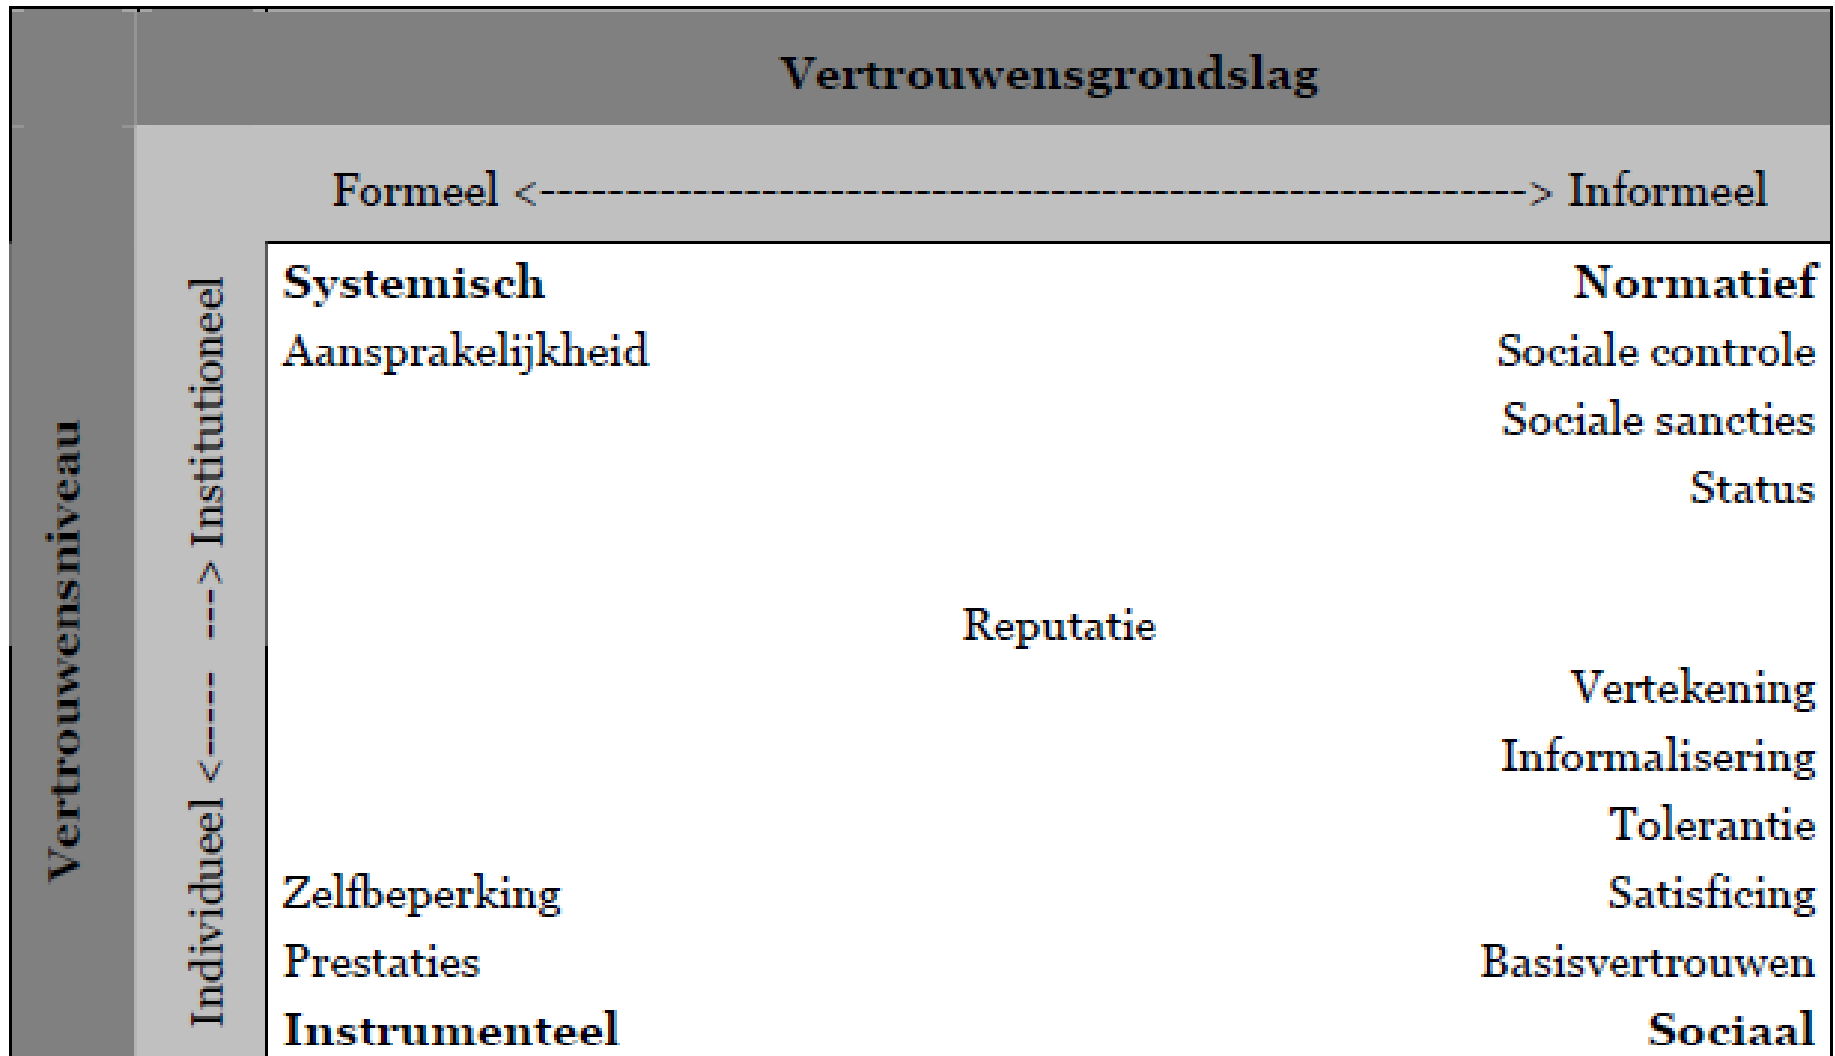 Vertrouwensgrondslag
Formeel <----------------------------------------------------------> Informeel
Vertrouwensniveau
Individueel <----- ---> Institutioneel
Systemisch Normatief
Aansprakelijkheid Sociale controle
Sociale sancties
Status
Reputatie
Vertekening
Informalisering
Tolerantie
Zelfbeperking Satisficing
Prestaties Basisvertrouwen
Instrumenteel Sociaal